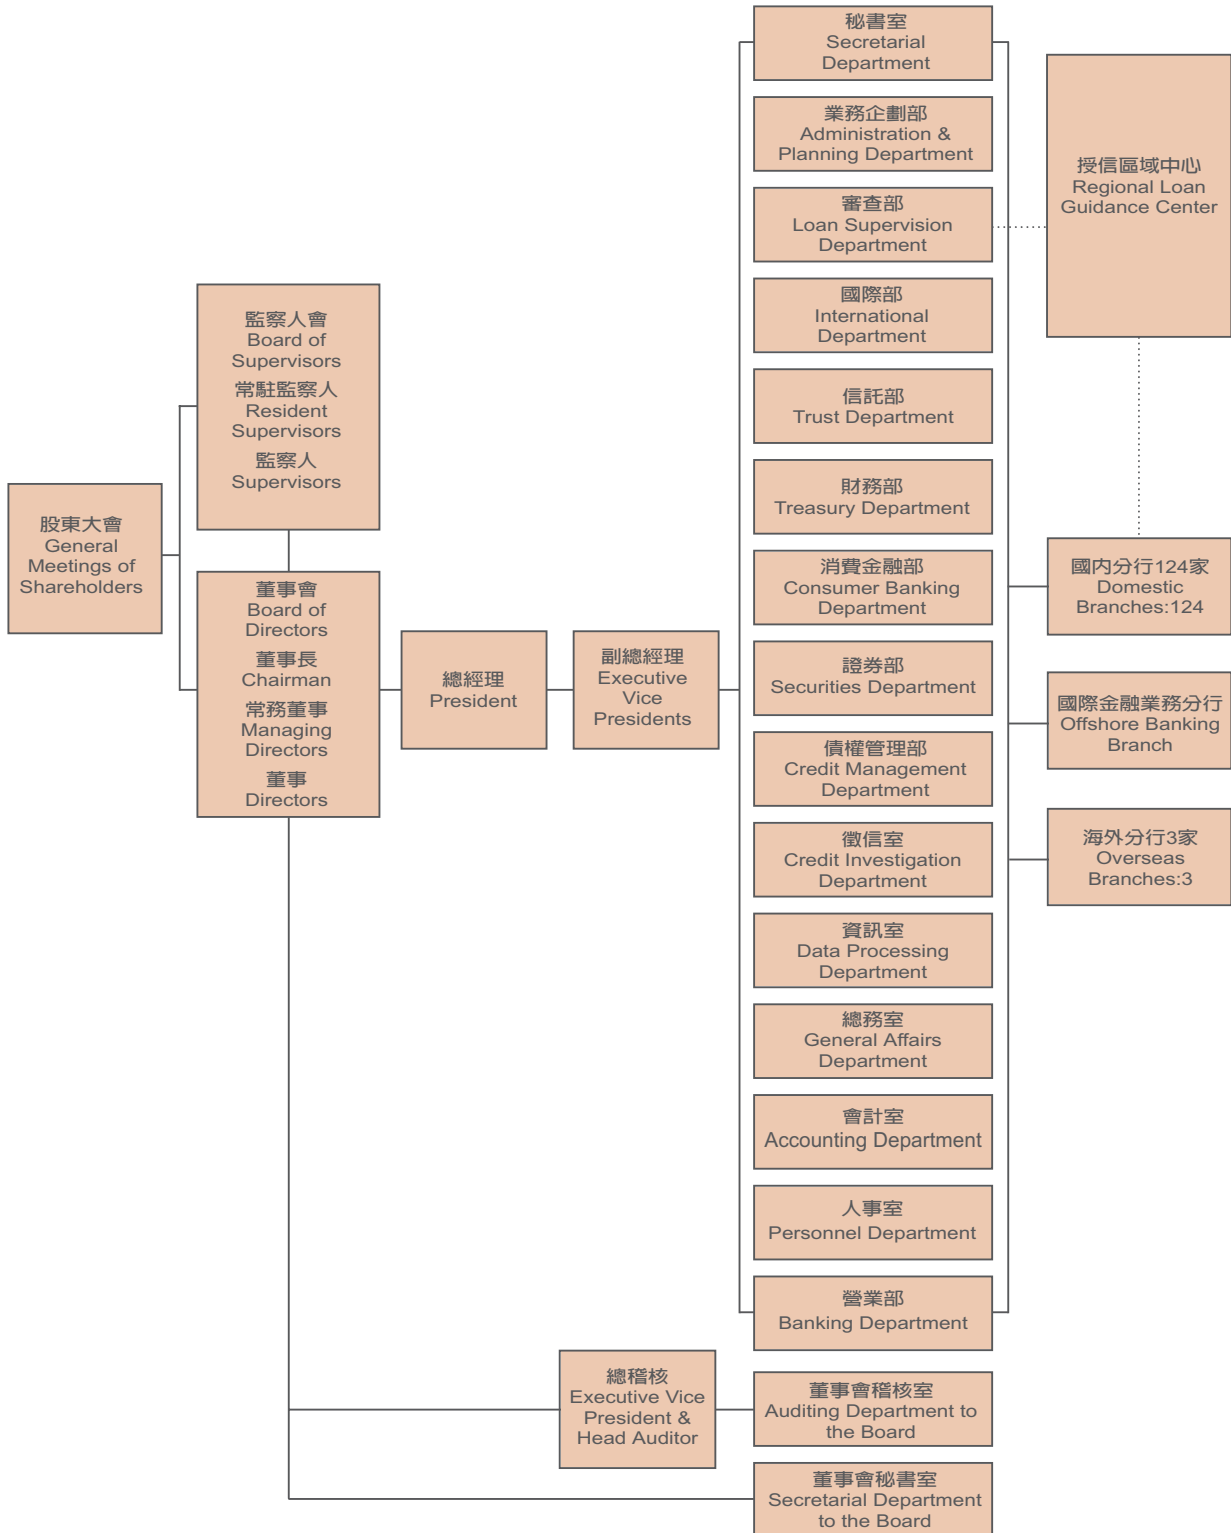 股東大會
General
Meetings of
Shareholders
監察人會
Board of
Supervisors
常駐監察人
Resident
Supervisors
監察人
Supervisors
董事會
Board of
Directors
董事長
Chairman
常務董事
Managing
Directors
董事
Directors
總經理
President
副總經理
Executive
Vice
Presidents
秘書室
Secretarial
Department
業務企劃部
Administration &
Planning Department
審查部
Loan Supervision
Department
國際部
International
Department
信託部
Trust Department
財務部
Treasury Department
消費金融部
Consumer Banking
Department
證券部
Securities Department
債權管理部
Credit Management
Department
徵信室
Credit Investigation
Department
資訊室
Data Processing
Department
總務室
General Affairs
Department
會計室
Accounting Department
人事室
Personnel Department
營業部
Banking Department
授信區域中心
Regional Loan
Guidance Center
國內分行124家
Domestic
Branches:124
國際金融業務分行
Offshore Banking
Branch
海外分行3家
Overseas
Branches:3
總稽核
Executive Vice
President &
Head Auditor
董事會稽核室
Auditing Department to
the Board
董事會秘書室
Secretarial Department
to the Board